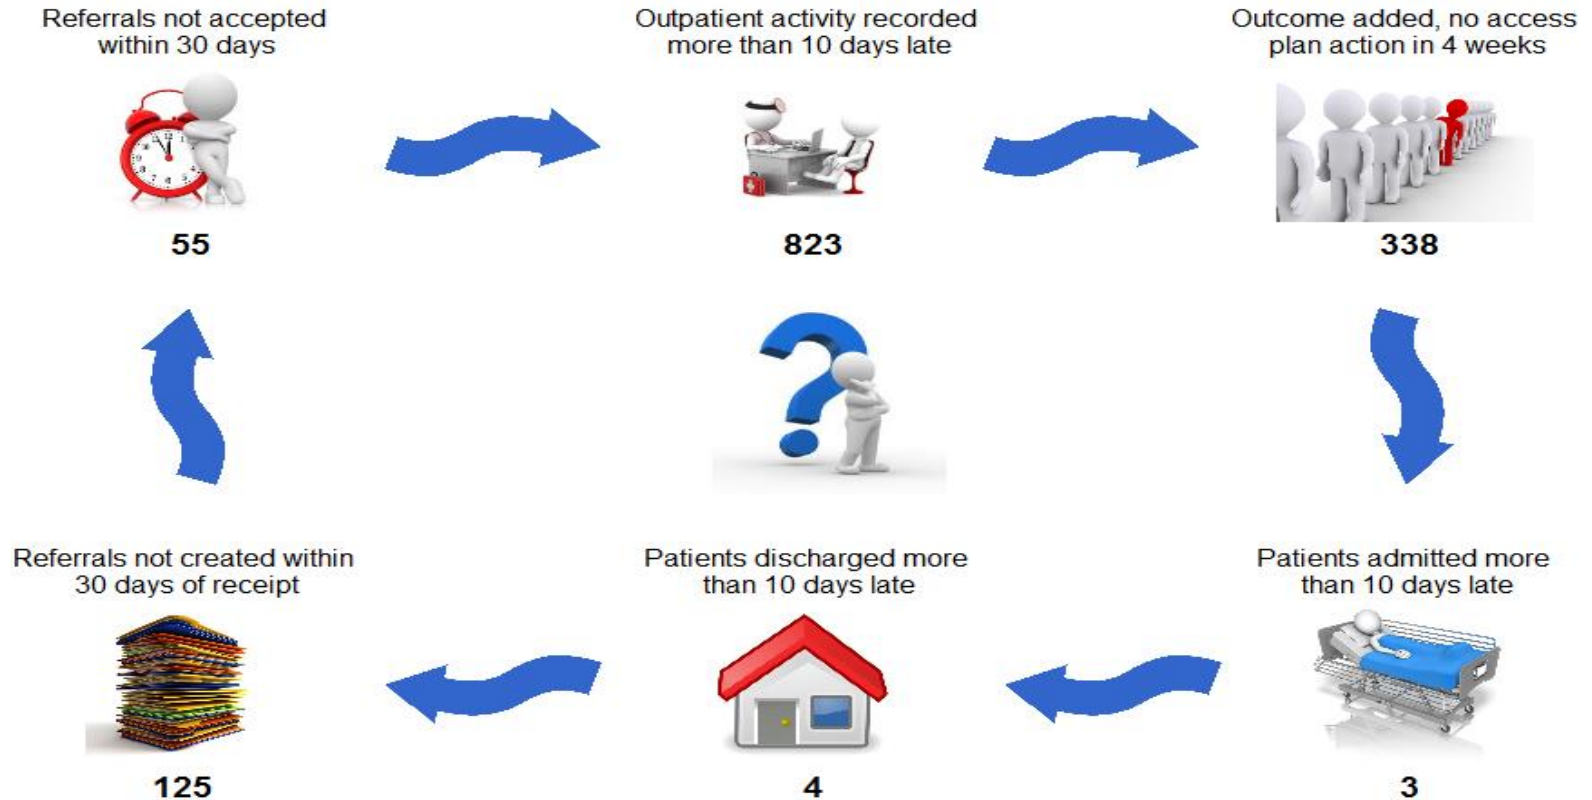 Referrals not accepted
within 30 days
55
Outpatient activity recorded
more than 10 days late
823
Outcome added, no access
plan action in 4 weeks
338
Referrals not created within
30 days of receipt
125
Patients discharged more
than 10 days late
4
Patients admitted more
than 10 days late
3